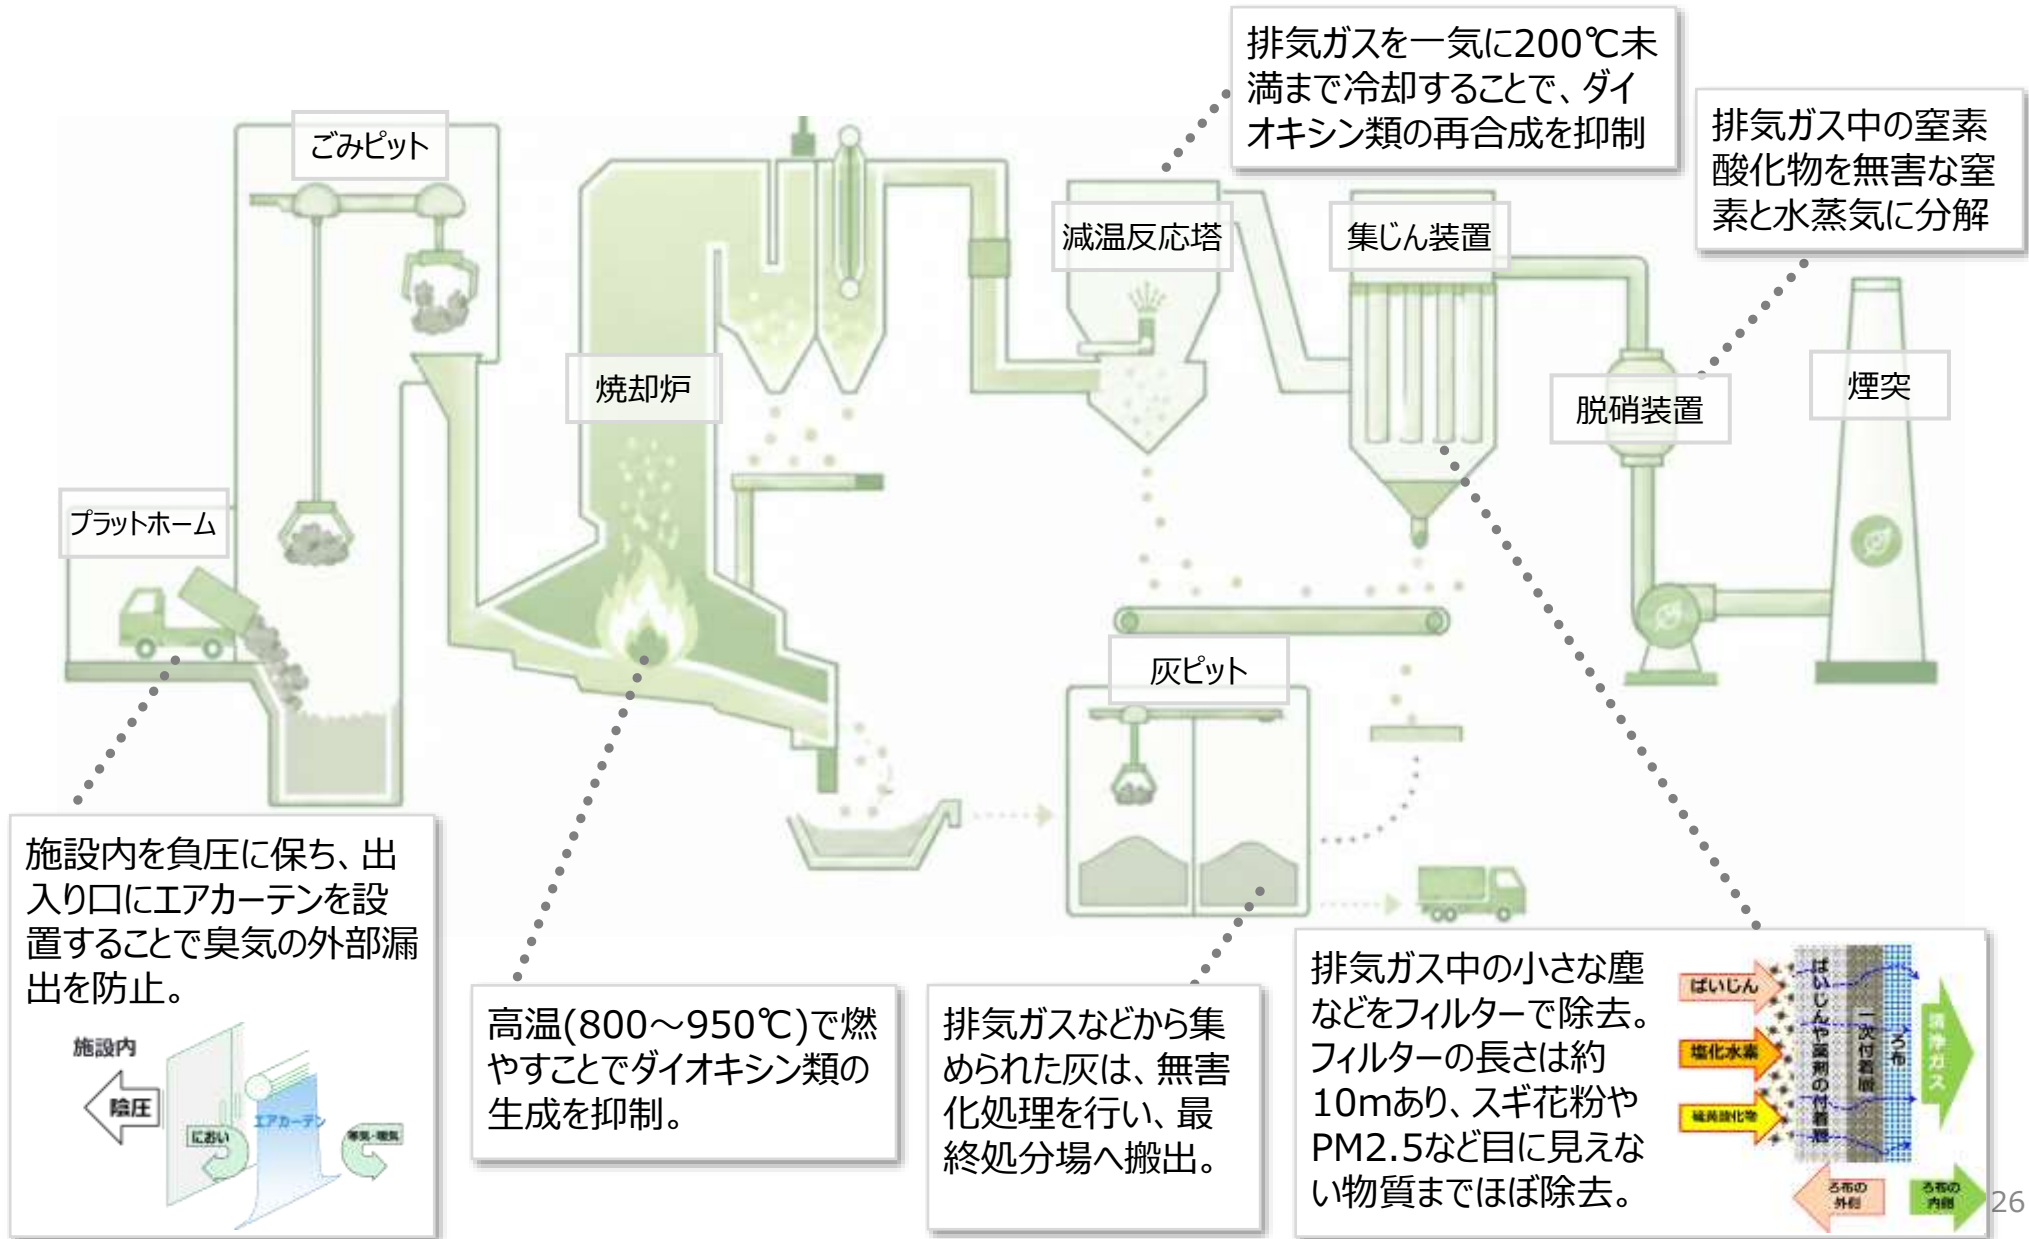 排気ガスを一気に200℃未
満まで冷却することで、ダイ
オキシン類の再合成を抑制
排気ガス中の窒素
酸化物を無害な窒
素と水蒸気に分解
ごみピット
減温反応塔
集じん装置
焼却炉
脱硝装置
煙突
プラットホーム
灰ピット
施設内を負圧に保ち、出
入り口にエアカーテンを設
置することで臭気の外部漏
出を防止。
施設内
陰圧
におい
エアカーテン
寒気・暖気
高温(800～950℃)で燃
やすことでダイオキシン類の
生成を抑制。
排気ガスなどから集
められた灰は、無害
化処理を行い、最
終処分場へ搬出。
排気ガス中の小さな塵
などをフィルターで除去。
フィルターの長さは約
10mあり、スギ花粉や
PM2.5など目に見えな
い物質までほぼ除去。
ばいじん
塩化水素
硫黄酸化物
ばいじんや薬剤の付着層
一次付着層
ろ布
清浄ガス
ろ布の
外側
ろ布の
内側
26